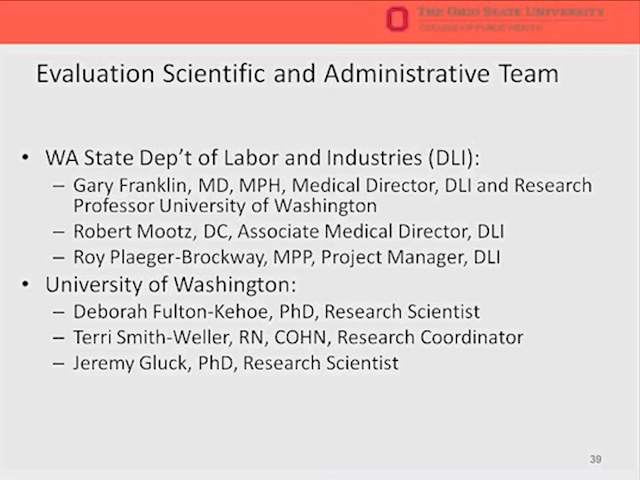 THE OHIO STATE UNIVERSITY
COLLEGE OF PUBLIC HEALTH
Evaluation Scientific and Administrative Team
• WA State Dep't of Labor and Industries (DLI):
– Gary Franklin, MD, MPH, Medical Director, DLI and Research
Professor University of Washington
– Robert Mootz, DC, Associate Medical Director, DLI
– Roy Plaeger-Brockway, MPP, Project Manager, DLI
• University of Washington:
– Deborah Fulton-Kehoe, PhD, Research Scientist
– Terri Smith-Weller, RN, COHN, Research Coordinator
– Jeremy Gluck, PhD, Research Scientist
39